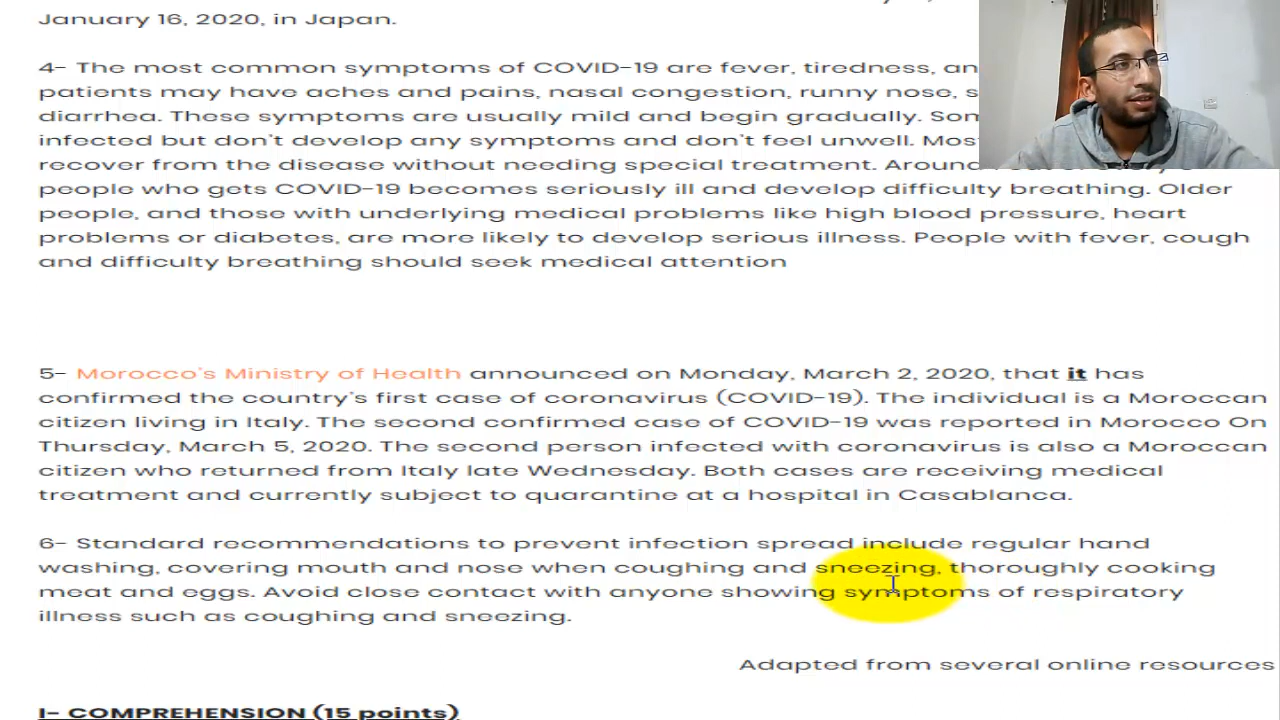 January 16, 2020, in Japan.
4- The most common symptoms of COVID-19 are fever, tiredness,
patients may have aches and pains, nasal congestion, runny nose,
diarrhea. These symptoms are usually mild and begin gradually.
infected but don't develop any symptoms and don't feel unwell.
recover from the disease without needing special treatment. Around
people who gets COVID-19 becomes seriously ill and develop difficulty breathing. Older
people, and those with underlying medical problems like high blood pressure, heart
problems or diabetes, are more likely to develop serious illness. People with fever, cough
and difficulty breathing should seek medical attention
5- Morocco's Ministry of Health announced on Monday, March 2, 2020, that it has
confirmed the country's first case of coronavirus (COVID-19). The individual is a Moroccan
citizen living in Italy. The second confirmed case of COVID-19 was reported in Morocco On
Thursday, March 5, 2020. The second person infected with coronavirus is also a Moroccan
citizen who returned from Italy late Wednesday. Both cases are receiving medical
treatment and currently subject to quarantine at a hospital in Casablanca.
6- Standard recommendations to prevent infection spread include regular hand
washing, covering mouth and nose when coughing and sneezing, thoroughly cooking
meat and eggs. Avoid close contact with anyone showing symptoms of respiratory
illness such as coughing and sneezing.
Adapted from several online resources
I- COMPREHENSION (15 points)